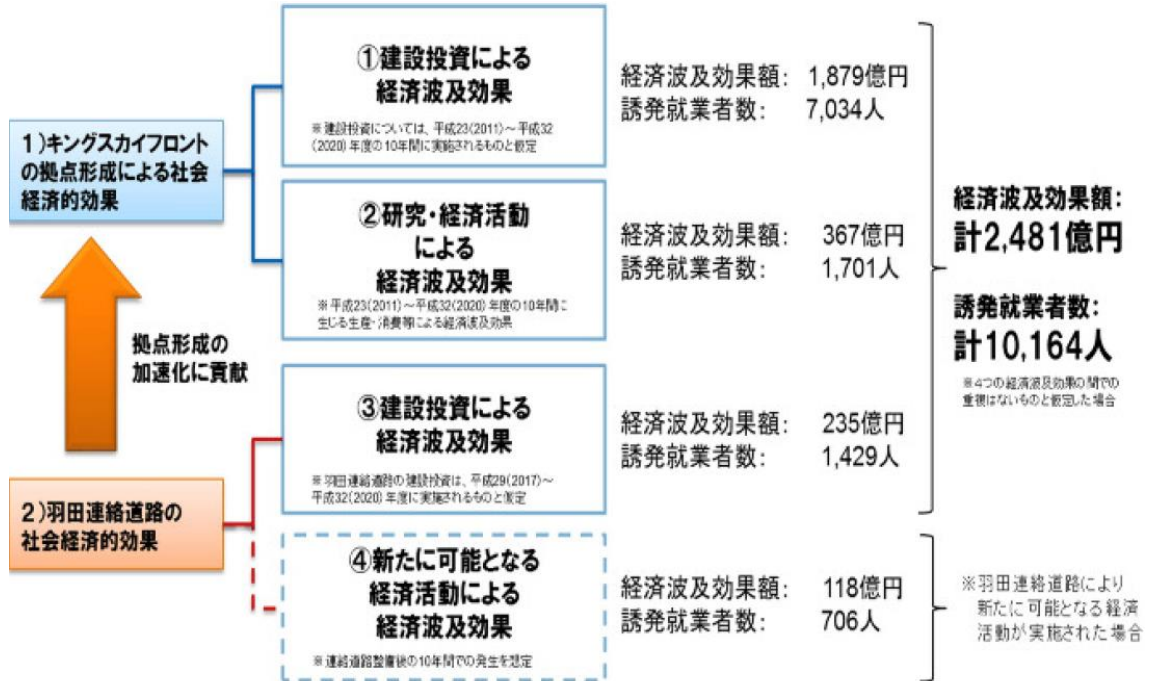 1)キングスカイフロント
の拠点形成による社会
経済的効果
拠点形成の
加速化に貢献
2)羽田連絡道路の
社会経済的効果
①建設投資による
経済波及効果
※建設投資については、平成23(2011)～平成32
(2020)年度の10年間に実施されるものと仮定
経済波及効果額: 1,879億円
誘発就業者数: 7,034人
②研究・経済活動
による
経済波及効果
※平成23(2011)～平成32(2020)年度の10年間に
生じる生産・消費等による経済波及効果
経済波及効果額: 367億円
誘発就業者数: 1,701人
③建設投資による
経済波及効果
※羽田連絡道路の建設投資は、平成29(2017)～
平成32(2020)年度に実施されるものと仮定
経済波及効果額: 235億円
誘発就業者数: 1,429人
④新たに可能となる
経済活動による
経済波及効果
※連絡道路整備後の10年間での発生を想定
経済波及効果額: 118億円
誘発就業者数: 706人
経済波及効果額:
計2,481億円
誘発就業者数:
計10,164人
※4つの経済波及効果の間での
重複はないものと仮定した場合
※羽田連絡道路により
新たに可能となる経済
活動が実施された場合